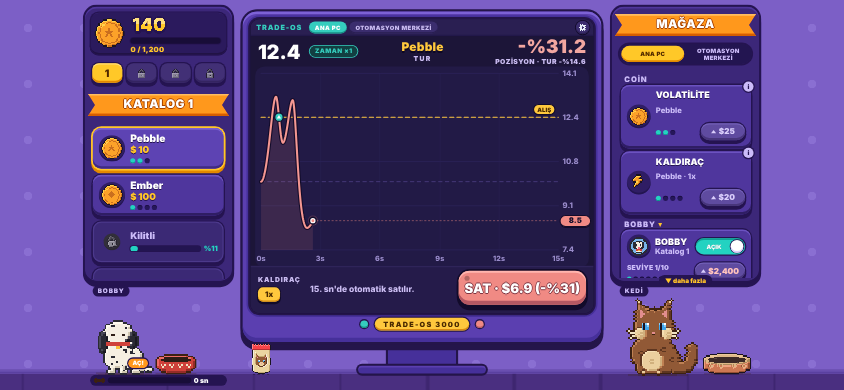 140
0 / 1,200
1
KATALOG 1
Pebble
$ 10
Ember
$ 100
Kilitli
%11
BOBBY
AÇI
0 sn
TRADE-OS
ANA PC
OTOMASYON MERKEZİ
12.4
ZAMAN ×1
Pebble
TUR
-%31.2
POZİSYON · TUR -%14.6
14.1
ALIŞ
12.4
10.8
9.1
8.5
7.4
0s
3s
6s
9s
12s
15s
KALDIRAÇ
1x
15. sn'de otomatik satılır.
SAT · $6.9 (-%31)
TRADE-OS 3000
MAĞAZA
ANA PC
OTOMASYON
MERKEZİ
COİN
VOLATİLİTE
Pebble
$25
KALDIRAÇ
Pebble · 1x
$20
BOBBY ▾
BOBBY
Katalog 1
AÇIK
SEVİYE 1/10
$2,400
▾ daha fazla
KEDİ